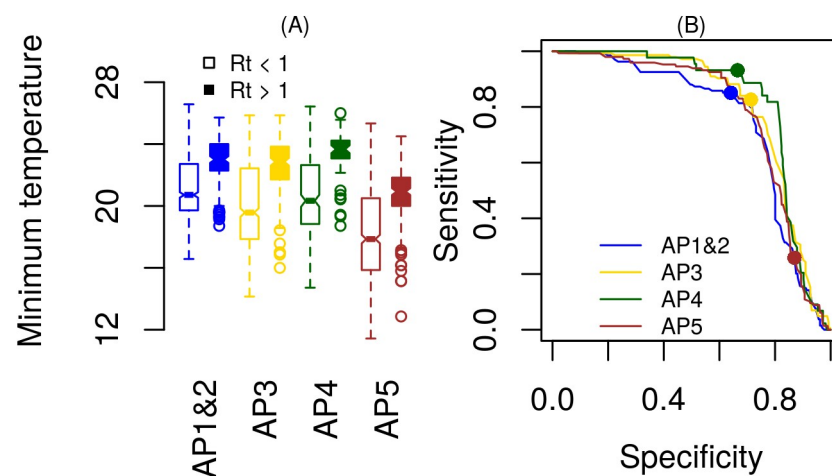 (A)
Minimum temperature
28
20
12
Rt < 1
Rt > 1
AP1&2
AP3
AP4
AP5
(B)
Sensitivity
0.8
0.4
0.0
AP1&2
AP3
AP4
AP5
0.0 0.4 0.8
Specificity